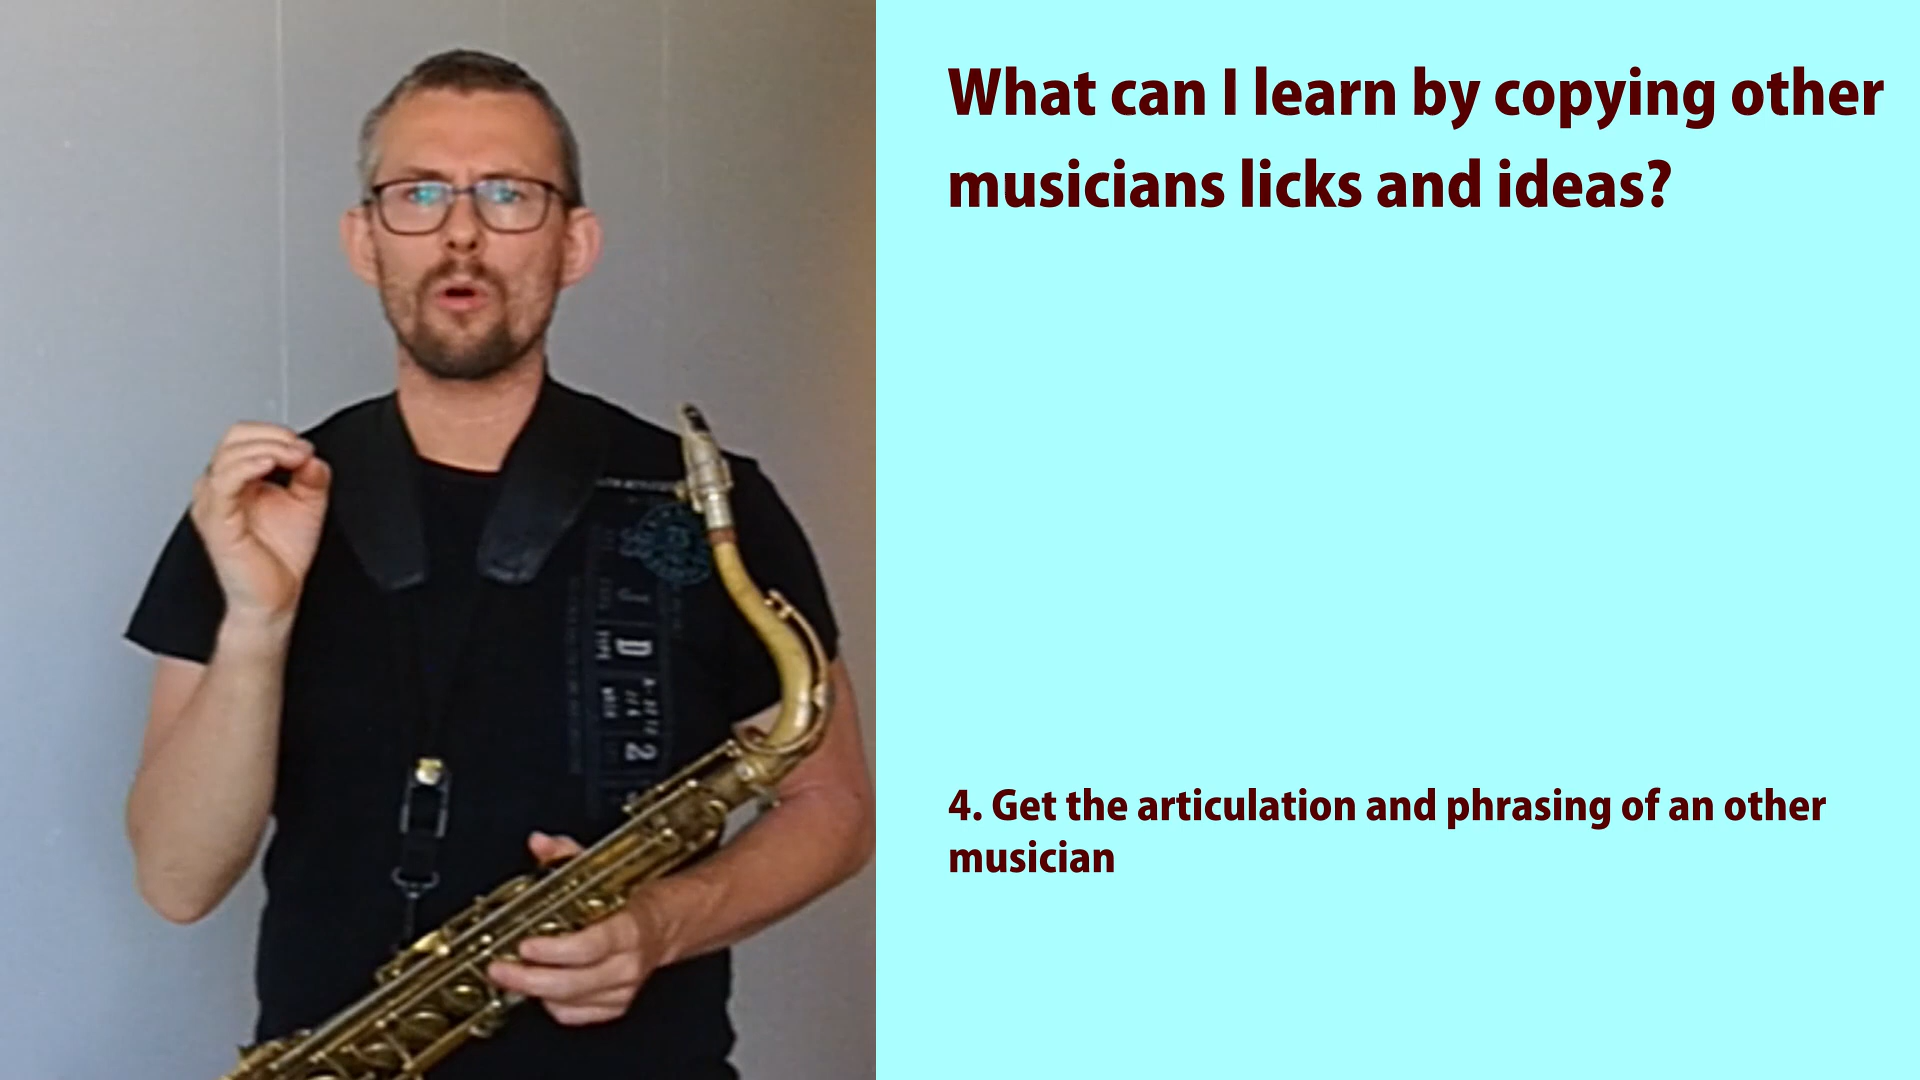 What can I learn by copying other
musicians licks and ideas?
4. Get the articulation and phrasing of an other
musician
D
2